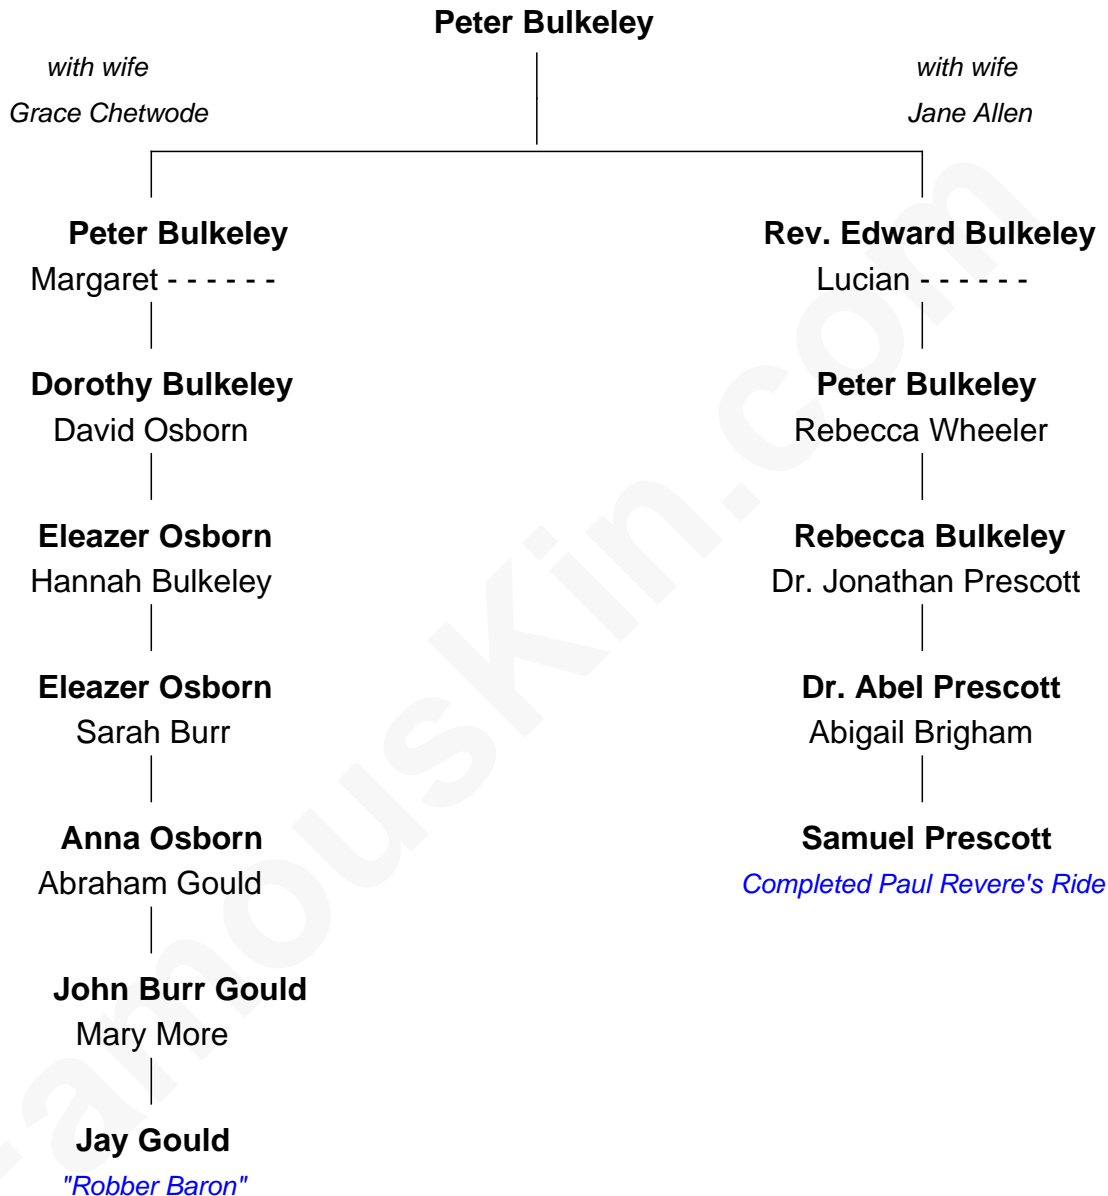 Peter Bulkeley
with wife
Grace Chetwode
with wife
Jane Allen
Peter Bulkeley
Margaret - - - - - -
Rev. Edward Bulkeley
Lucian - - - - - -
Dorothy Bulkeley
David Osborn
Peter Bulkeley
Rebecca Wheeler
Eleazer Osborn
Hannah Bulkeley
Rebecca Bulkeley
Dr. Jonathan Prescott
Eleazer Osborn
Sarah Burr
Dr. Abel Prescott
Abigail Brigham
Anna Osborn
Abraham Gould
Samuel Prescott
Completed Paul Revere's Ride
John Burr Gould
Mary More
Jay Gould
"Robber Baron"
FamousKin.com